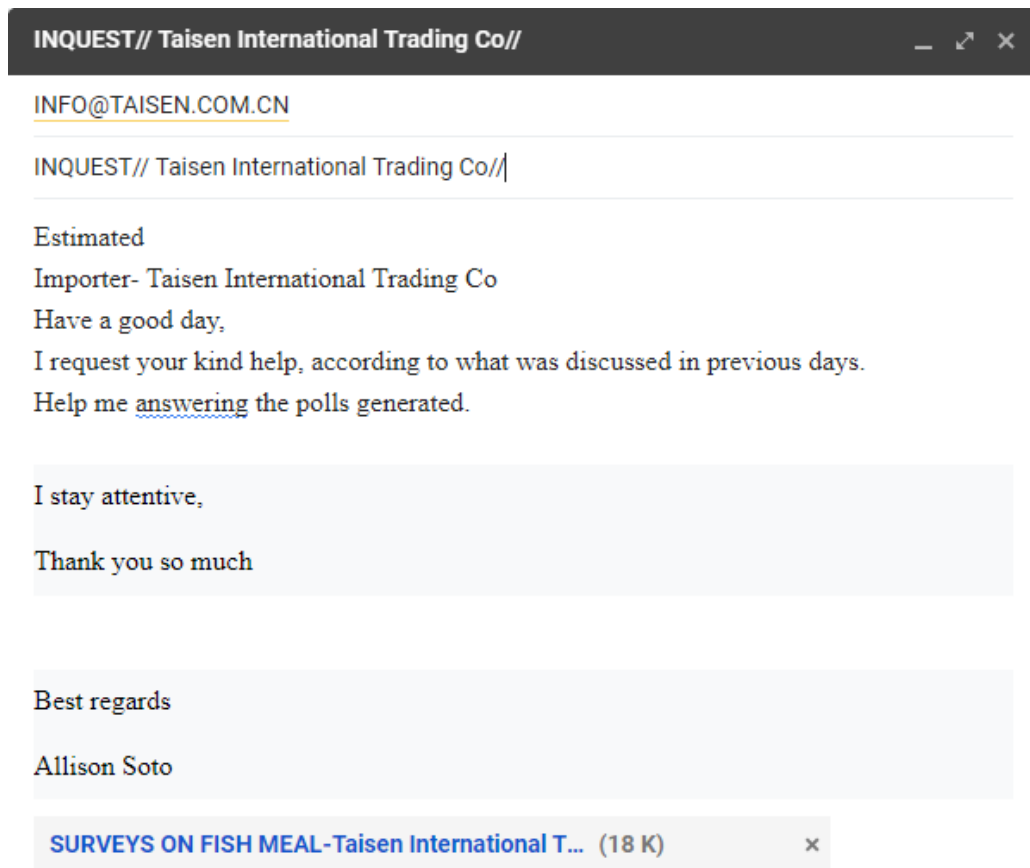 INQUEST// Taisen International Trading Co//
INFO@TAISEN.COM.CN
INQUEST// Taisen International Trading Co//
Estimated
Importer- Taisen International Trading Co
Have a good day,
I request your kind help, according to what was discussed in previous days.
Help me answering the polls generated.
I stay attentive,
Thank you so much
Best regards
Allison Soto
SURVEYS ON FISH MEAL-Taisen International T... (18 K)